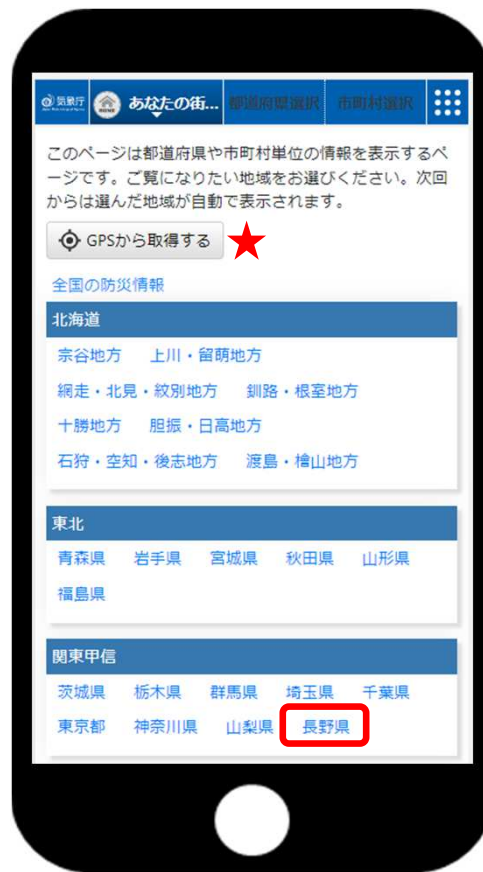 気象庁
HOME
あなたの街...
都道府県選択
市町村選択
このページは都道府県や市町村単位の情報を表示するペ
ージです。ご覧になりたい地域をお選びください。次回
からは選んだ地域が自動で表示されます。
GPSから取得する
全国の防災情報
北海道
宗谷地方 上川・留萌地方
網走・北見・紋別地方 釧路・根室地方
十勝地方 胆振・日高地方
石狩・空知・後志地方 渡島・檜山地方
東北
青森県 岩手県 宮城県 秋田県 山形県
福島県
関東甲信
茨城県 栃木県 群馬県 埼玉県 千葉県
東京都 神奈川県 山梨県 長野県